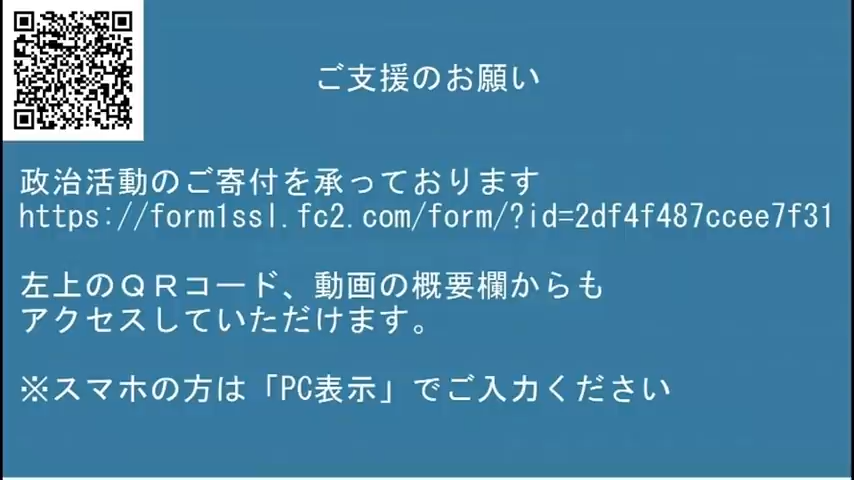 ご支援のお願い
政治活動のご寄付を承っております
https://form1ssl.fc2.com/form/?id=2df4f487ccee7f31
左上のＱＲコード、動画の概要欄からも
アクセスしていただけます。
※スマホの方は「PC表示」でご入力ください